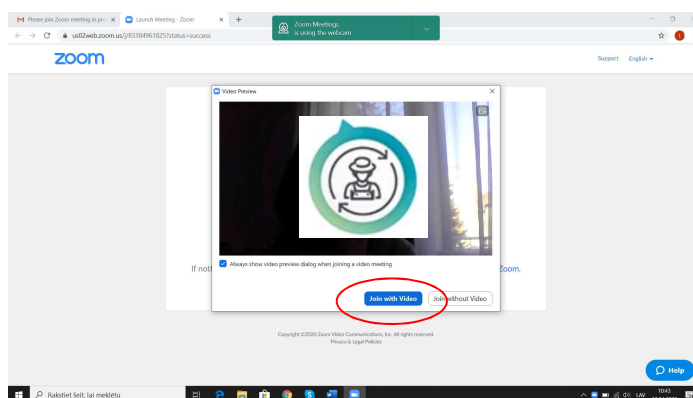 Please join Zoom meeting in pro
Launch Meeting - Zoom
Zoom Meetings
is using the webcam
us02web.zoom.us/j/83384961825?status=success
zoom
Support English
Video Preview
Always show video preview dialog when joining a video meeting
If not
Zoom.
Join with Video
Join without Video
Copyright ©2020 Zoom Video Communications, Inc. All rights reserved.
Privacy & Legal Policies
Help
Rakstiet šeit, lai meklētu
LAV
10:43